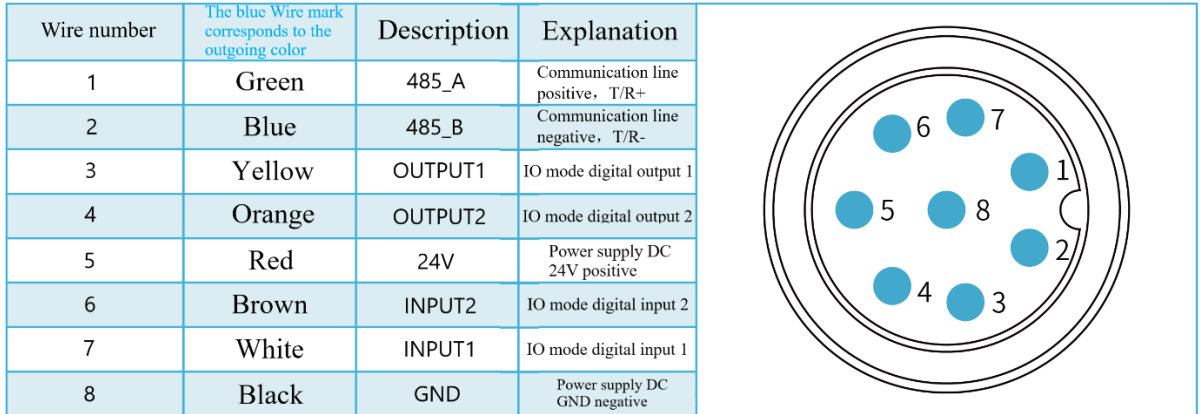 Wire number
The blue Wire mark
corresponds to the
outgoing color
Description
Explanation
1
Green
485_A
Communication line
positive，T/R+
2
Blue
485_B
Communication line
negative，T/R-
3
Yellow
OUTPUT1
IO mode digital output 1
4
Orange
OUTPUT2
IO mode digital output 2
5
Red
24V
Power supply DC
24V positive
6
Brown
INPUT2
IO mode digital input 2
7
White
INPUT1
IO mode digital input 1
8
Black
GND
Power supply DC
GND negative
6
7
1
5
8
2
4
3